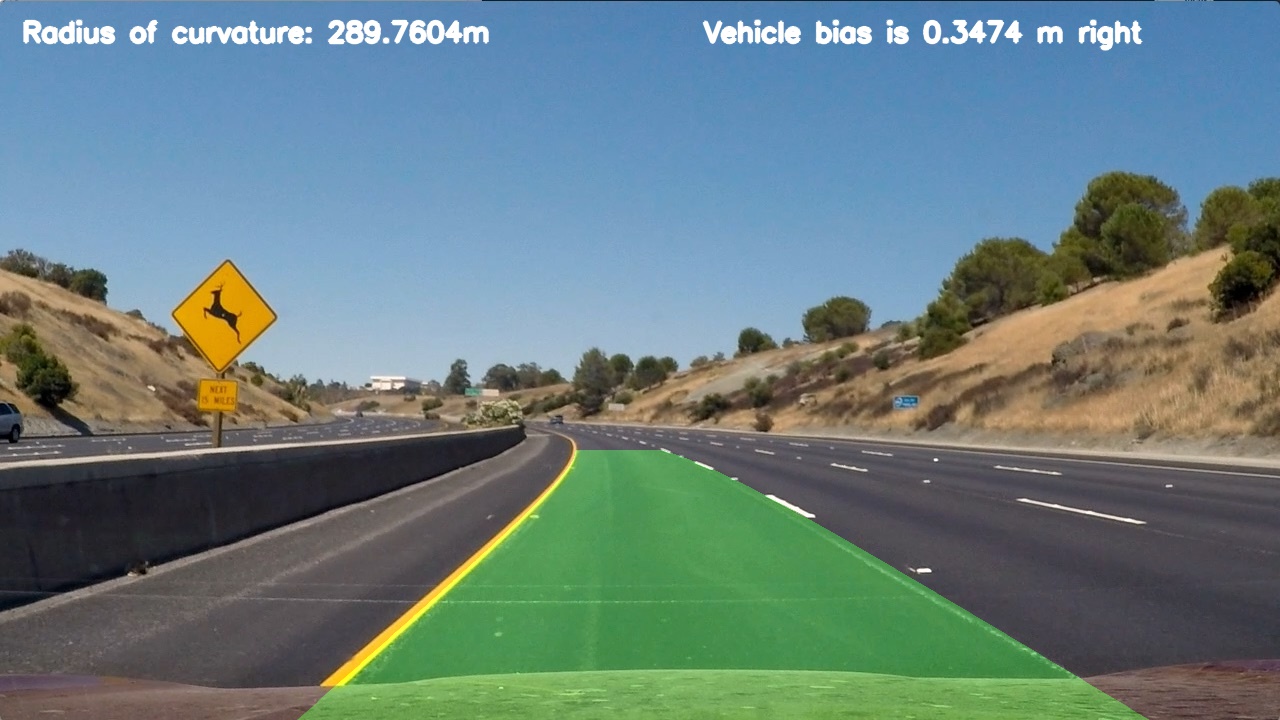 Radius of curvature: 289.7604m
Vehicle bias is 0.3474 m right
NEXT
15 MILES